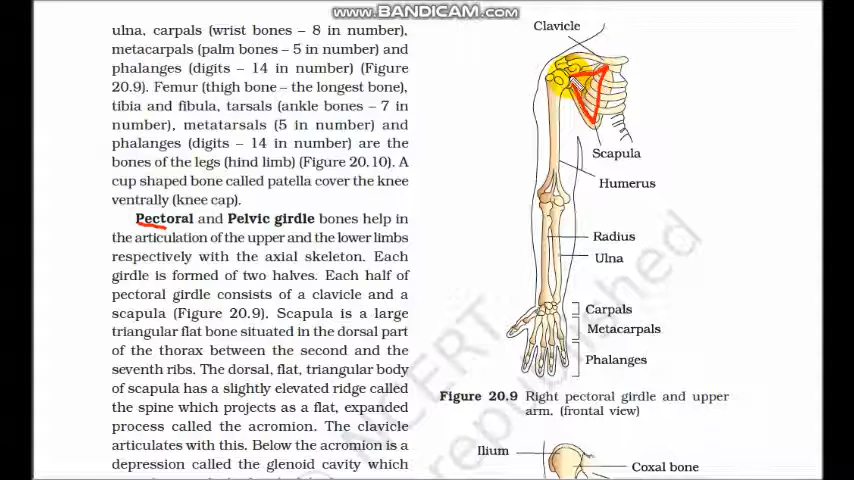 www.BANDICAM.com
ulna, carpals (wrist bones – 8 in number),
metacarpals (palm bones – 5 in number) and
phalanges (digits – 14 in number) (Figure
20.9). Femur (thigh bone – the longest bone),
tibia and fibula, tarsals (ankle bones – 7 in
number), metatarsals (5 in number) and
phalanges (digits – 14 in number) are the
bones of the legs (hind limb) (Figure 20.10). A
cup shaped bone called patella cover the knee
ventrally (knee cap).
Pectoral and Pelvic girdle bones help in
the articulation of the upper and the lower limbs
respectively with the axial skeleton. Each
girdle is formed of two halves. Each half of
pectoral girdle consists of a clavicle and a
scapula (Figure 20.9). Scapula is a large
triangular flat bone situated in the dorsal part
of the thorax between the second and the
seventh ribs. The dorsal, flat, triangular body
of scapula has a slightly elevated ridge called
the spine which projects as a flat, expanded
process called the acromion. The clavicle
articulates with this. Below the acromion is a
depression called the glenoid cavity which
Clavicle
Scapula
Humerus
Radius
Ulna
Carpals
Metacarpals
Phalanges
Figure 20.9 Right pectoral girdle and upper
arm. (frontal view)
Ilium
Coxal bone
NCERT
republished